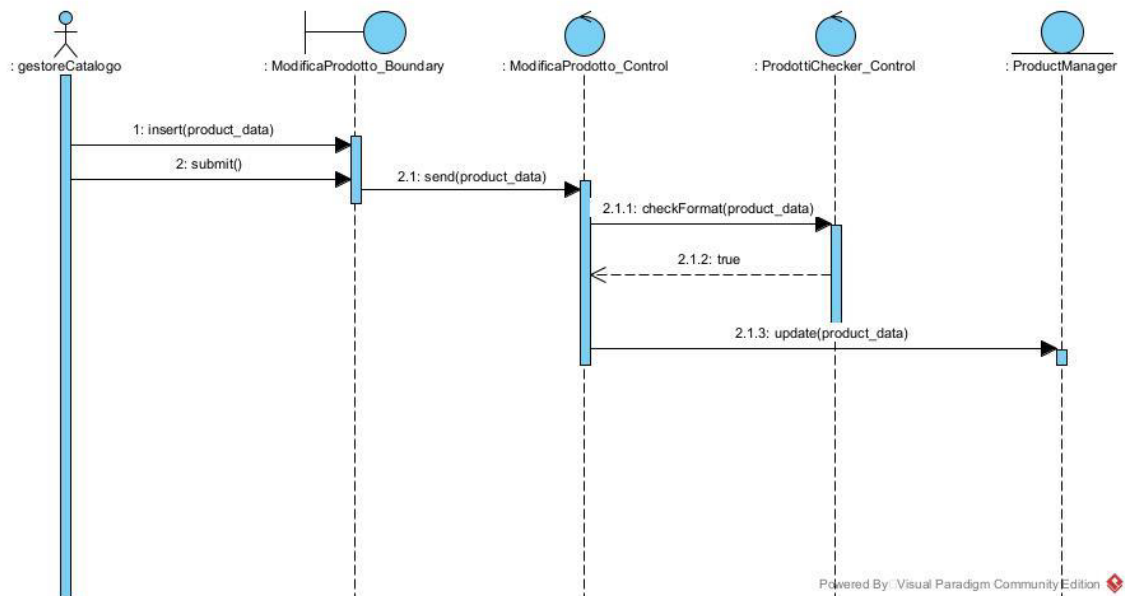 : gestoreCatalogo
: ModificaProdotto_Boundary
: ModificaProdotto_Control
: ProdottiChecker_Control
: ProductManager
1: insert(product_data)
2: submit()
2.1: send(product_data)
2.1.1: checkFormat(product_data)
2.1.2: true
2.1.3: update(product_data)
Powered By Visual Paradigm Community Edition